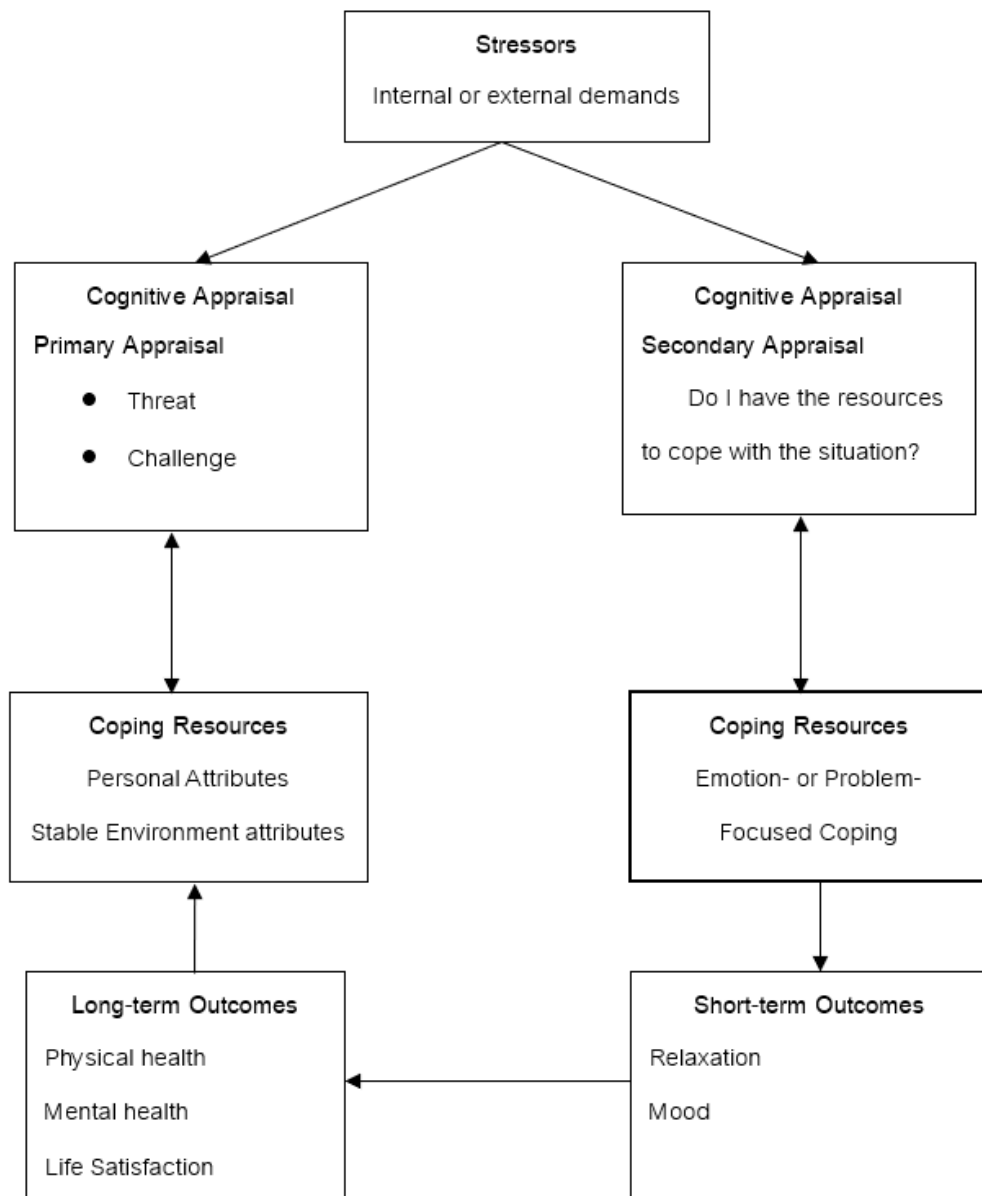 Stressors
Internal or external demands
Cognitive Appraisal
Primary Appraisal
● Threat
● Challenge
Cognitive Appraisal
Secondary Appraisal
Do I have the resources
to cope with the situation?
Coping Resources
Personal Attributes
Stable Environment attributes
Coping Resources
Emotion- or Problem-
Focused Coping
Long-term Outcomes
Physical health
Mental health
Life Satisfaction
Short-term Outcomes
Relaxation
Mood